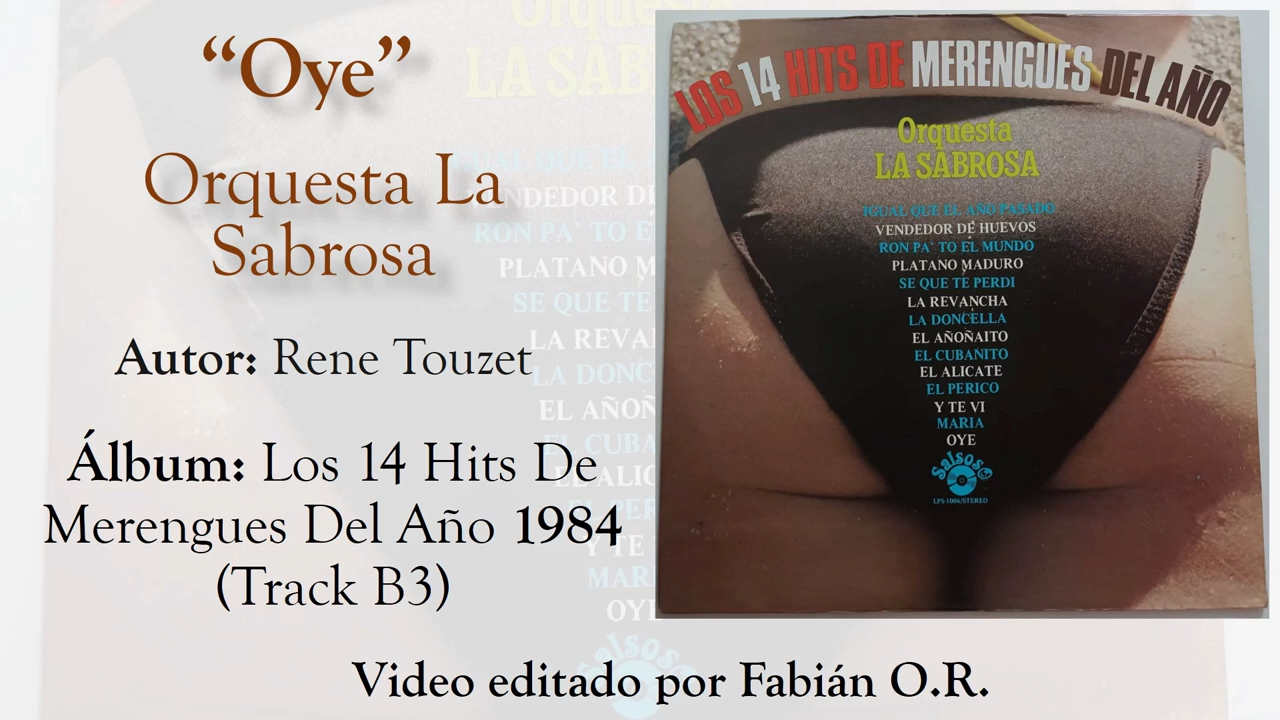 “Oye”
Orquesta La
Sabrosa
Autor: Rene Touzet
Álbum: Los 14 Hits De
Merengues Del Año 1984
(Track B3)
Video editado por Fabián O.R.
LOS 14 HITS DE MERENGUES DEL AÑO
Orquesta
LA SABROSA
IGUAL QUE EL AÑO PASADO
VENDEDOR DE HUEVOS
RON PA' TO EL MUNDO
PLATANO MADURO
SE QUE TE PERDI
LA REVANCHA
LA DONCELLA
EL AÑOÑAITO
EL CUBANITO
EL ALICATE
EL PERICO
Y TE VI
MARIA
OYE
Salsoso
LPS-1006/STEREO